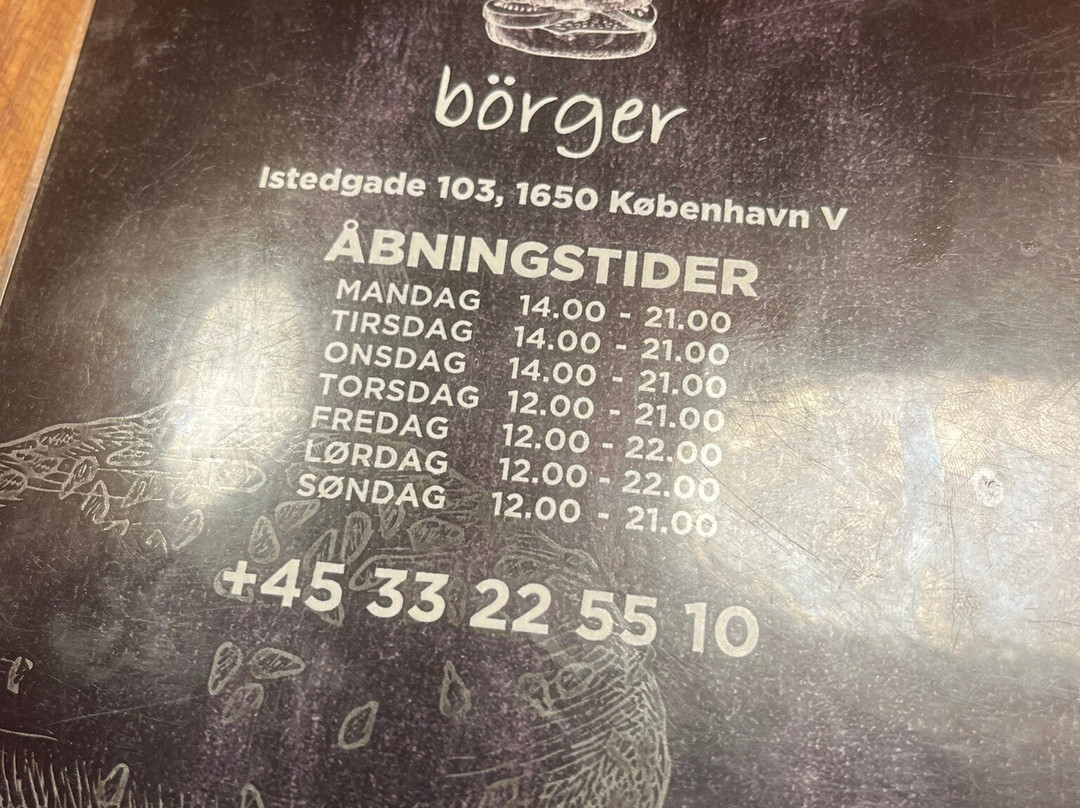 börger
Istedgade 103, 1650 København V
ÅBNINGSTIDER
MANDAG 14.00 - 21.00
TIRSDAG 14.00 - 21.00
ONSDAG 14.00 - 21.00
TORSDAG 12.00 - 21.00
FREDAG 12.00 - 22.00
LØRDAG 12.00 - 22.00
SØNDAG 12.00 - 21.00
+45 33 22 55 10